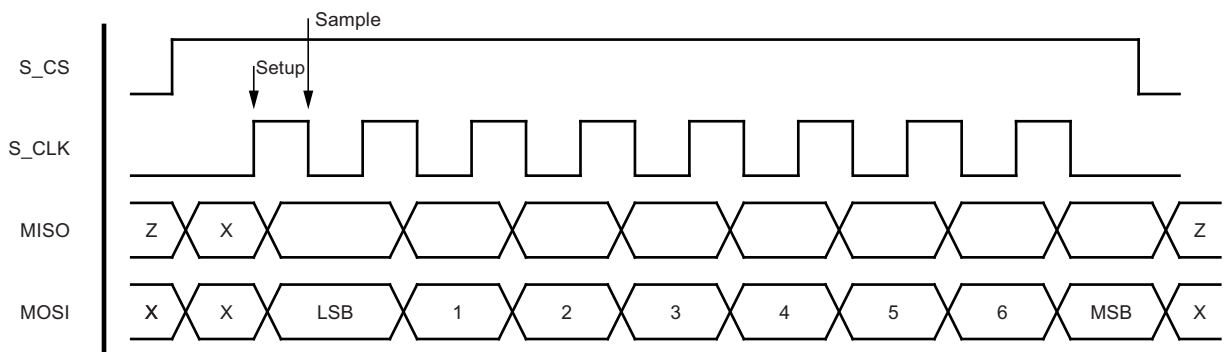 Sample
S_CS
Setup
S_CLK
MISO Z X Z
MOSI X X LSB 1 2 3 4 5 6 MSB X